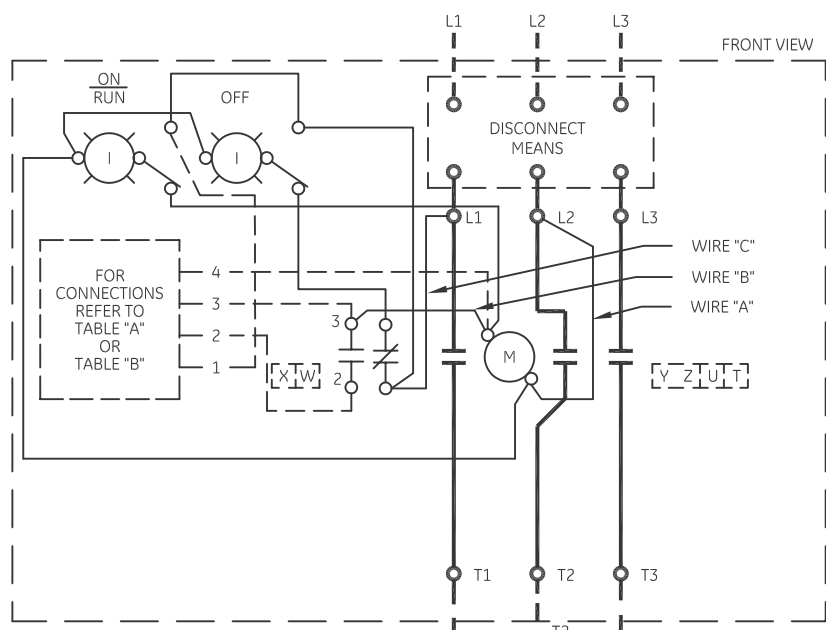 L1 L2 L3
FRONT VIEW
ON
RUN
OFF
DISCONNECT
MEANS
I I
L1 L2 L3
WIRE "C"
WIRE "B"
WIRE "A"
FOR
CONNECTIONS
REFER TO
TABLE "A"
OR
TABLE "B"
4
3
2
1
3
2
X W
M
Y Z U T
T1 T2 T3